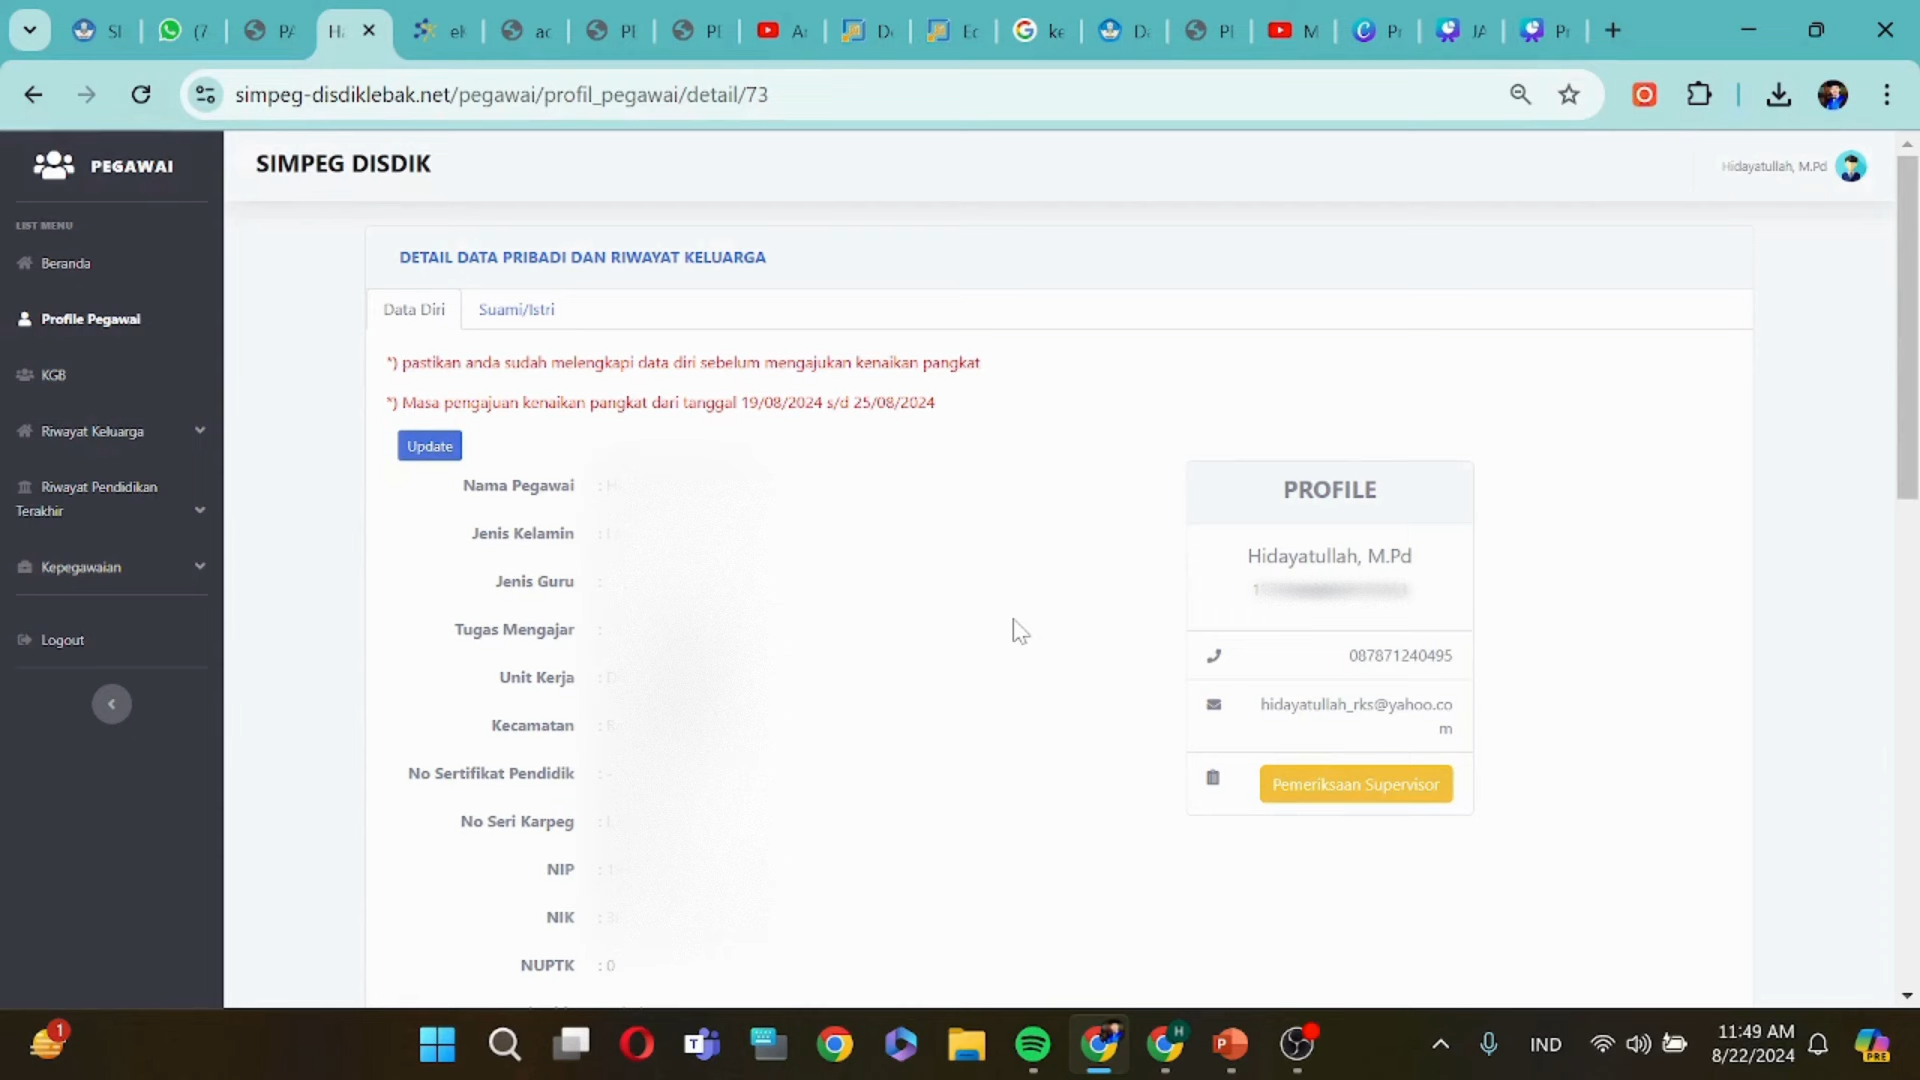 simpeg-disdiklebak.net/pegawai/profil_pegawai/detail/73
PEGAWAI
SIMPEG DISDIK
Hidayatullah, M.Pd
LIST MENU
Beranda
Profile Pegawai
KGB
Riwayat Keluarga
Riwayat Pendidikan
Terakhir
Kepegawaian
Logout
DETAIL DATA PRIBADI DAN RIWAYAT KELUARGA
Data Diri
Suami/Istri
*) pastikan anda sudah melengkapi data diri sebelum mengajukan kenaikan pangkat
*) Masa pengajuan kenaikan pangkat dari tanggal 19/08/2024 s/d 25/08/2024
Update
Nama Pegawai
Jenis Kelamin
Jenis Guru
Tugas Mengajar
Unit Kerja
Kecamatan
No Sertifikat Pendidik
No Seri Karpeg
NIP
NIK
NUPTK : 0
PROFILE
Hidayatullah, M.Pd
087871240495
hidayatullah_rks@yahoo.co
m
Pemeriksaan Supervisor
1
IND
11:49 AM
8/22/2024